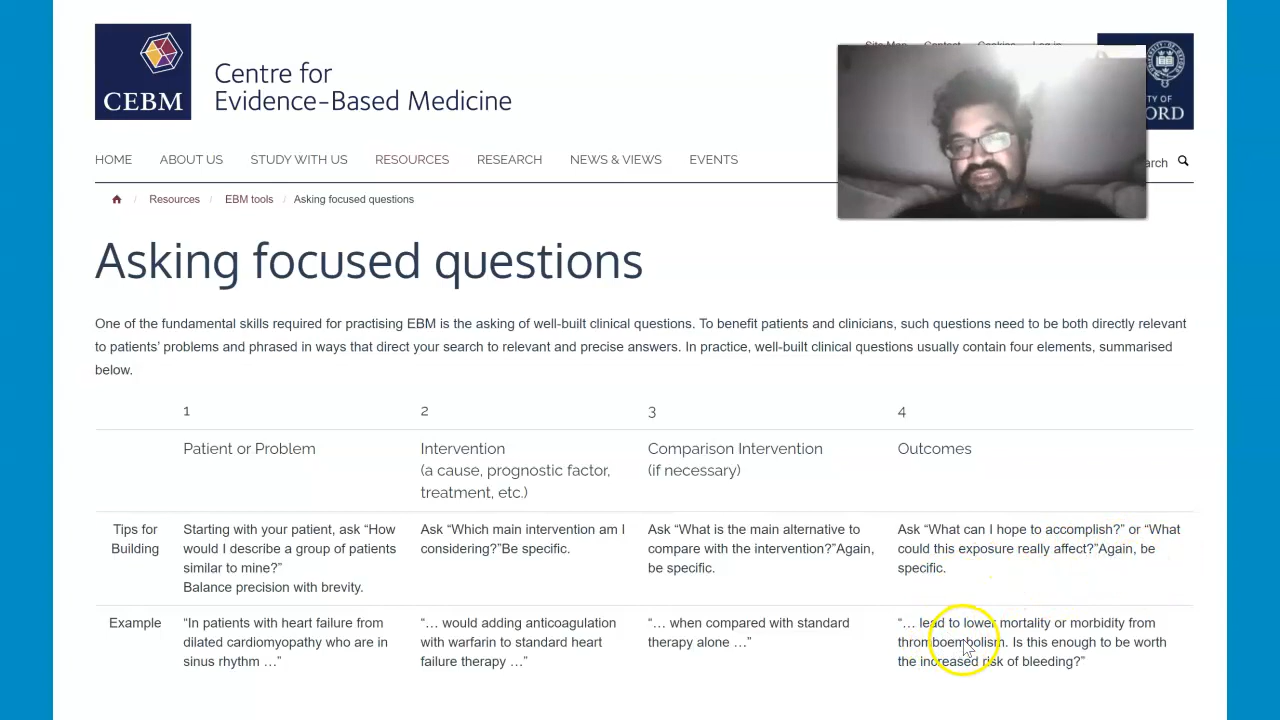 CEBM
Centre for
Evidence-Based Medicine
HOME ABOUT US STUDY WITH US RESOURCES RESEARCH NEWS & VIEWS EVENTS
Resources / EBM tools / Asking focused questions
Asking focused questions
One of the fundamental skills required for practising EBM is the asking of well-built clinical questions. To benefit patients and clinicians, such questions need to be both directly relevant
to patients’ problems and phrased in ways that direct your search to relevant and precise answers. In practice, well-built clinical questions usually contain four elements, summarised
below.
1 2 3 4
Patient or Problem
Intervention
(a cause, prognostic factor,
treatment, etc.)
Comparison Intervention
(if necessary)
Outcomes
Tips for
Building
Starting with your patient, ask “How
would I describe a group of patients
similar to mine?”
Balance precision with brevity.
Ask “Which main intervention am I
considering?”Be specific.
Ask “What is the main alternative to
compare with the intervention?”Again,
be specific.
Ask “What can I hope to accomplish?” or “What
could this exposure really affect?”Again, be
specific.
Example
“In patients with heart failure from
dilated cardiomyopathy who are in
sinus rhythm …”
“… would adding anticoagulation
with warfarin to standard heart
failure therapy …”
“… when compared with standard
therapy alone …”
“… lead to lower mortality or morbidity from
thromboembolism. Is this enough to be worth
the increased risk of bleeding?”